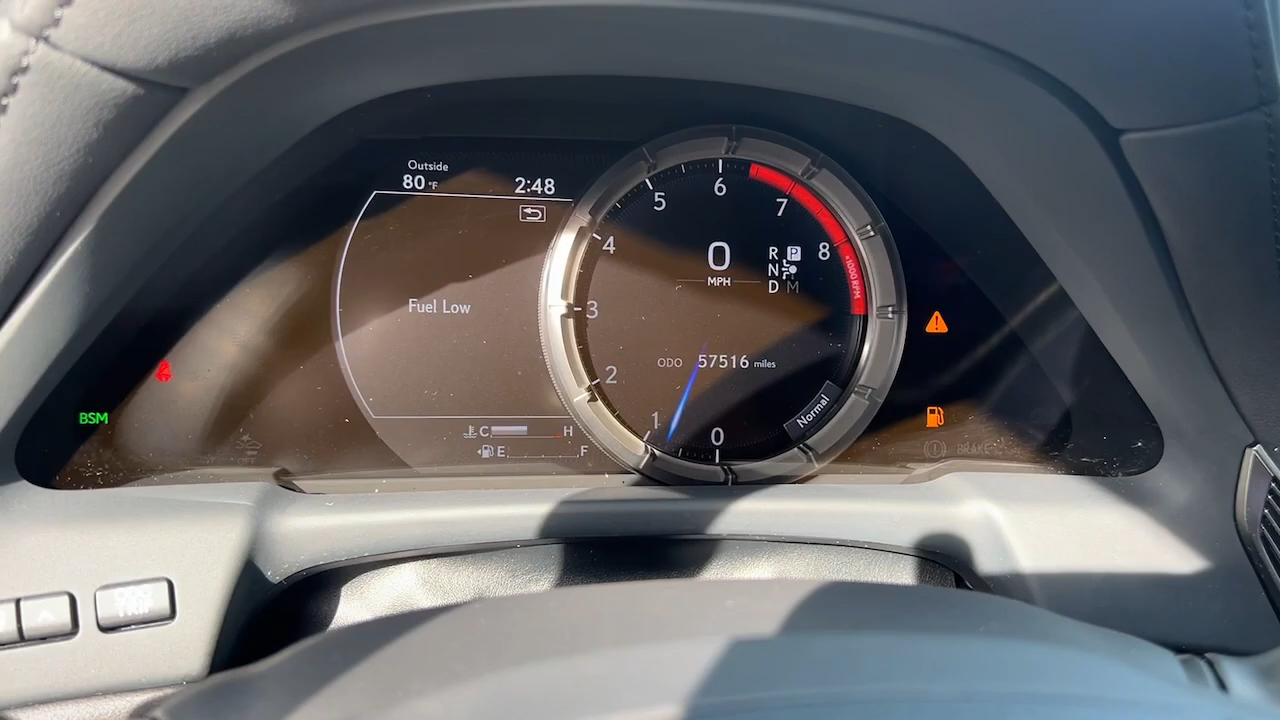 Outside
80 °F 2:48
Fuel Low
C H
E F
6
5
7
4
8
3
2
1
0
x1000 RPM
0
MPH
R P
N
D M
ODO 57516 miles
Normal
BSM
OFF
BRAKE
TRIP